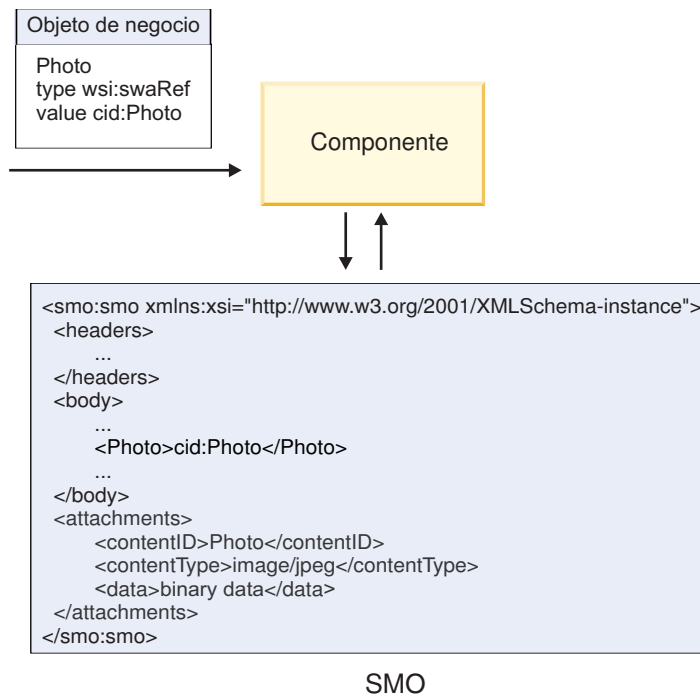 Objeto de negocio
Photo
type wsi:swaRef
value cid:Photo
Componente
<smo:smo xmlns:xsi="http://www.w3.org/2001/XMLSchema-instance">
<headers>
...
</headers>
<body>
...
<Photo>cid:Photo</Photo>
...
</body>
<attachments>
<contentID>Photo</contentID>
<contentType>image/jpeg</contentType>
<data>binary data</data>
</attachments>
</smo:smo>
SMO